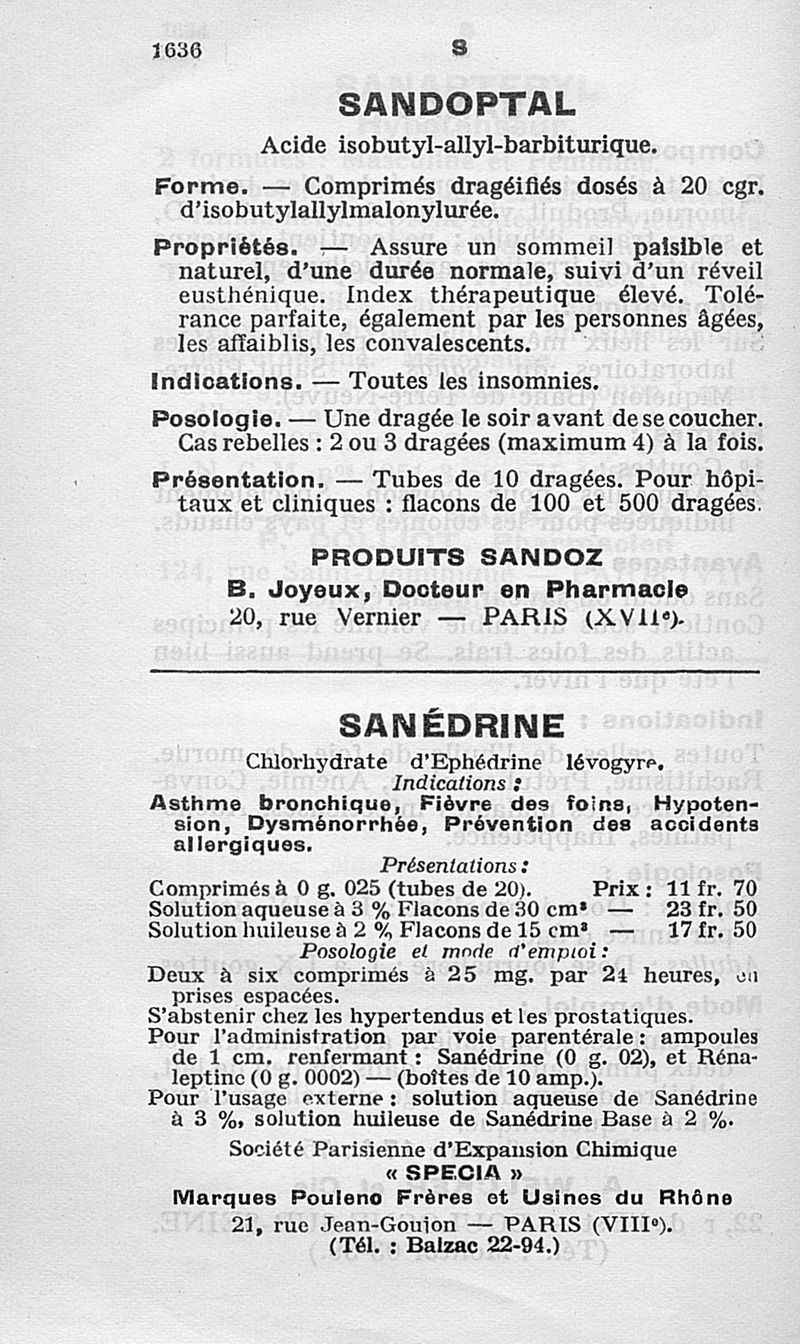 1636
S
SANDOPTAL
Acide isobutyl-allyl-barbiturique.
Forme. — Comprimés dragéifiés dosés à 20 cgr.
d'isobutylallylmalonylurée.
Propriétés. — Assure un sommeil paisible et
naturel, d'une durée normale, suivi d'un réveil
eusthénique. Index thérapeutique élevé. Tolé-
rance parfaite, également par les personnes âgées,
les affaiblis, les convalescents.
Indications. — Toutes les insomnies.
Posologie. — Une dragée le soir avant de se coucher.
Cas rebelles : 2 ou 3 dragées (maximum 4) à la fois.
Présentation. — Tubes de 10 dragées. Pour hôpi-
taux et cliniques : flacons de 100 et 500 dragées.
PRODUITS SANDOZ
B. Joyeux, Docteur en Pharmacie
20, rue Vernier — PARIS (XVIIe).
SANÉDRINE
Chlorhydrate d'Ephédrine lévogyre.
Indications :
Asthme bronchique, Fièvre des foins, Hypoten-
sion, Dysménorrhée, Prévention des accidents
allergiques.
Présentations :
Comprimés à 0 g. 025 (tubes de 20). Prix : 11 fr. 70
Solution aqueuse à 3 % Flacons de 30 cm³ — 23 fr. 50
Solution huileuse à 2 % Flacons de 15 cm³ — 17 fr. 50
Posologie et mode d'emploi :
Deux à six comprimés à 25 mg. par 24 heures, en
prises espacées.
S'abstenir chez les hypertendus et les prostatiques.
Pour l'administration par voie parentérale : ampoules
de 1 cm. renfermant : Sanédrine (0 g. 02), et Réna-
leptine (0 g. 0002) — (boîtes de 10 amp.).
Pour l'usage externe : solution aqueuse de Sanédrine
à 3 %, solution huileuse de Sanédrine Base à 2 %.
Société Parisienne d'Expansion Chimique
« SPECIA »
Marques Poulenc Frères et Usines du Rhône
21, rue Jean-Goujon — PARIS (VIIIe).
(Tél. : Balzac 22-94.)